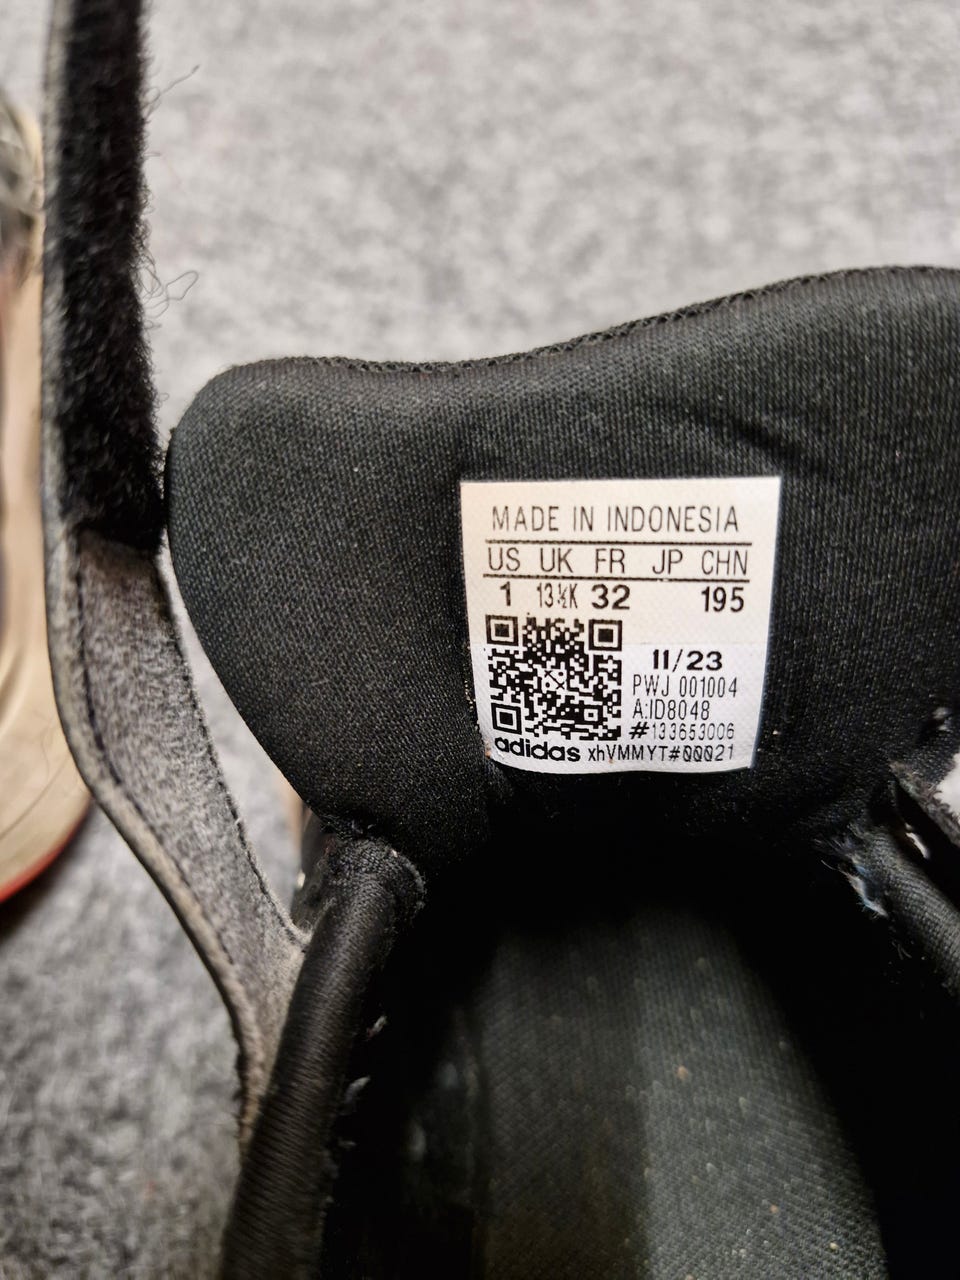 MADE IN INDONESIA
US UK FR JP CHN
1 13½K 32 195
11/23
PWJ 001004
A:ID8048
#133653006
adidas xhVMMYT#00021